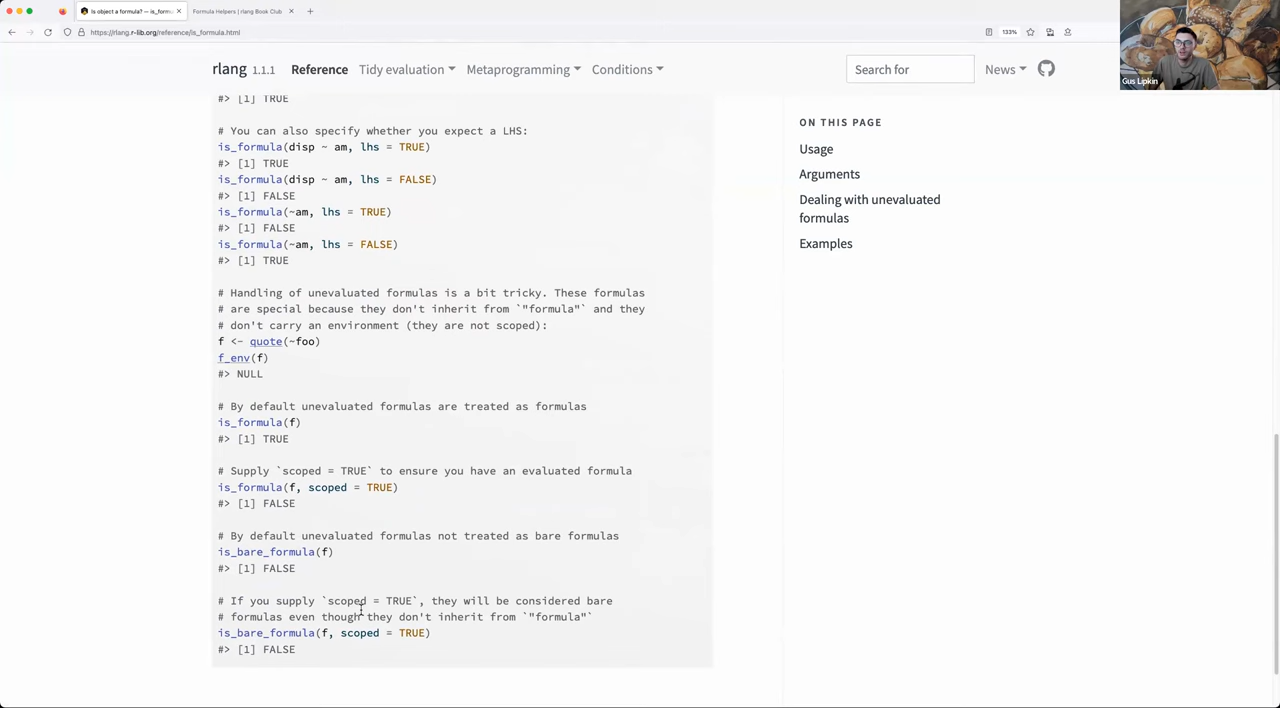 Is object a formula? — is_form
Formula Helpers | rlang Book Club
https://rlang.r-lib.org/reference/is_formula.html
133%
rlang 1.1.1 Reference Tidy evaluation Metaprogramming Conditions Search for News
Gus Lipkin
#> [1] TRUE
# You can also specify whether you expect a LHS:
is_formula(disp ~ am, lhs = TRUE)
#> [1] TRUE
is_formula(disp ~ am, lhs = FALSE)
#> [1] FALSE
is_formula(~am, lhs = TRUE)
#> [1] FALSE
is_formula(~am, lhs = FALSE)
#> [1] TRUE
# Handling of unevaluated formulas is a bit tricky. These formulas
# are special because they don't inherit from `"formula"` and they
# don't carry an environment (they are not scoped):
f <- quote(~foo)
f_env(f)
#> NULL
# By default unevaluated formulas are treated as formulas
is_formula(f)
#> [1] TRUE
# Supply `scoped = TRUE` to ensure you have an evaluated formula
is_formula(f, scoped = TRUE)
#> [1] FALSE
# By default unevaluated formulas not treated as bare formulas
is_bare_formula(f)
#> [1] FALSE
# If you supply `scoped = TRUE`, they will be considered bare
# formulas even though they don't inherit from `"formula"`
is_bare_formula(f, scoped = TRUE)
#> [1] FALSE
ON THIS PAGE
Usage
Arguments
Dealing with unevaluated
formulas
Examples